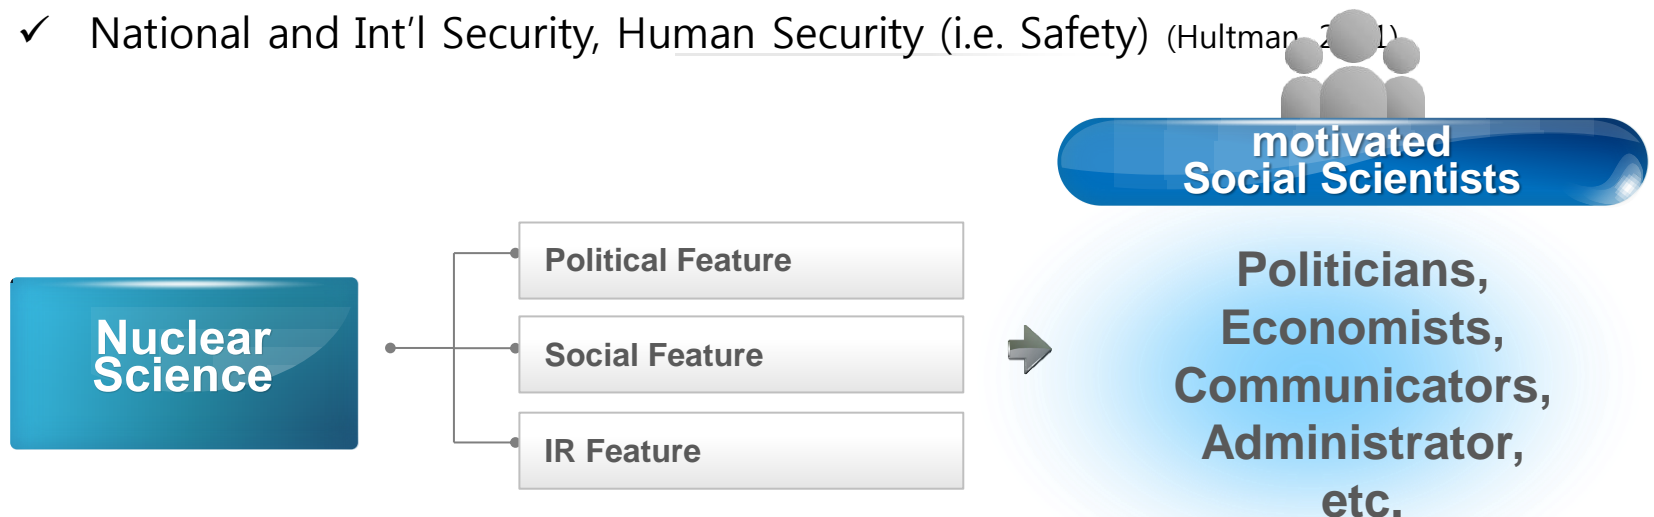 ✓ National and Int'l Security, Human Security (i.e. Safety) (Hultman
motivated
Social Scientists
Nuclear
Science
Political Feature
Social Feature
IR Feature
Politicians,
Economists,
Communicators,
Administrator,
etc.